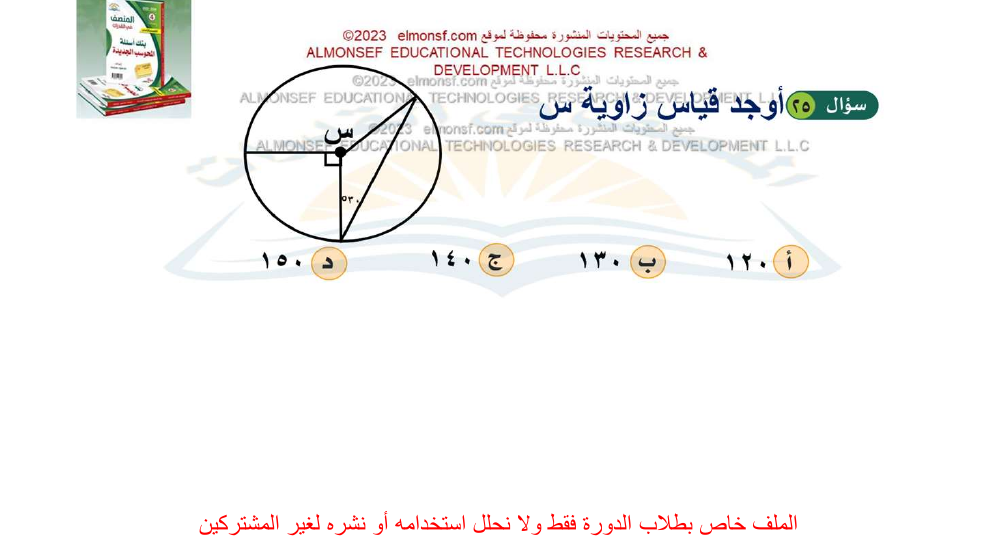 جميع المحتويات المنشورة محفوظة لموقع elmonsf.com ©2023
ALMONSEF EDUCATIONAL TECHNOLOGIES RESEARCH &
DEVELOPMENT L.L.C
جميع المحتويات المنشورة محفوظة لموقع elmonsf.com ©2023
ALMONSEF EDUCATIONAL TECHNOLOGIES RESEARCH & DEVELOPMENT L.L.C
سؤال ٢٥ أوجد قياس زاوية س
جميع المحتويات المنشورة محفوظة لموقع elmonsf.com ©2023
ALMONSEF EDUCATIONAL TECHNOLOGIES RESEARCH & DEVELOPMENT L.L.C
المنصف
بنك أسئلة
المحوسب الجديدة
س
°٣٠
أ ١٢٠ ب ١٣٠ ج ١٤٠ د ١٥٠
الملف خاص بطلاب الدورة فقط ولا نحلل استخدامه أو نشره لغير المشتركين